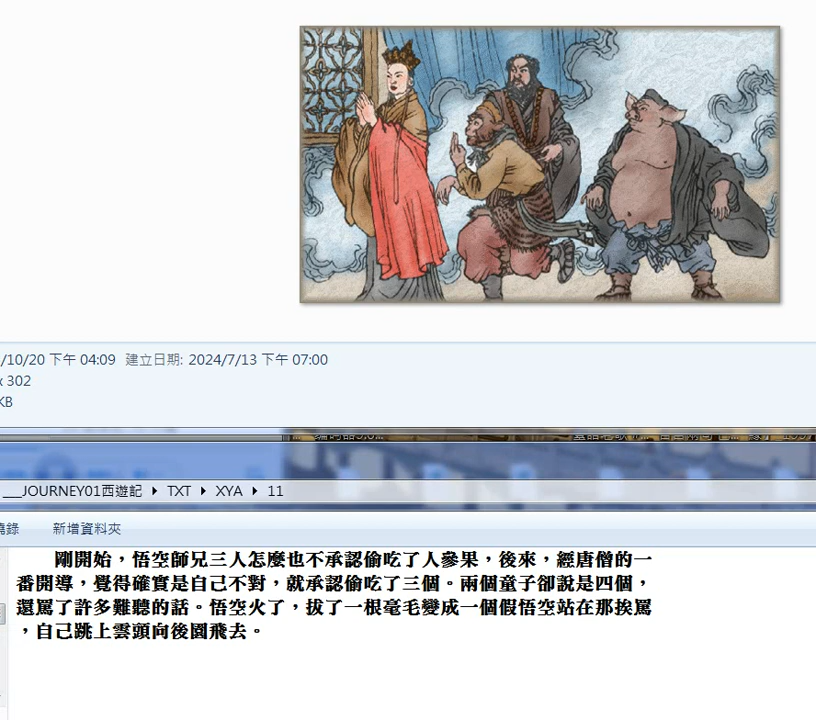 /10/20 下午 04:09 建立日期: 2024/7/13 下午 07:00
x 302
KB
___JOURNEY01西遊記 ▸ TXT ▸ XYA ▸ 11
燒錄 新增資料夾
剛開始，悟空師兄三人怎麼也不承認偷吃了人參果，後來，經唐僧的一
番開導，覺得確實是自己不對，就承認偷吃了三個。兩個童子卻說是四個，
還罵了許多難聽的話。悟空火了，拔了一根毫毛變成一個假悟空站在那挨罵
，自己跳上雲頭向後園飛去。